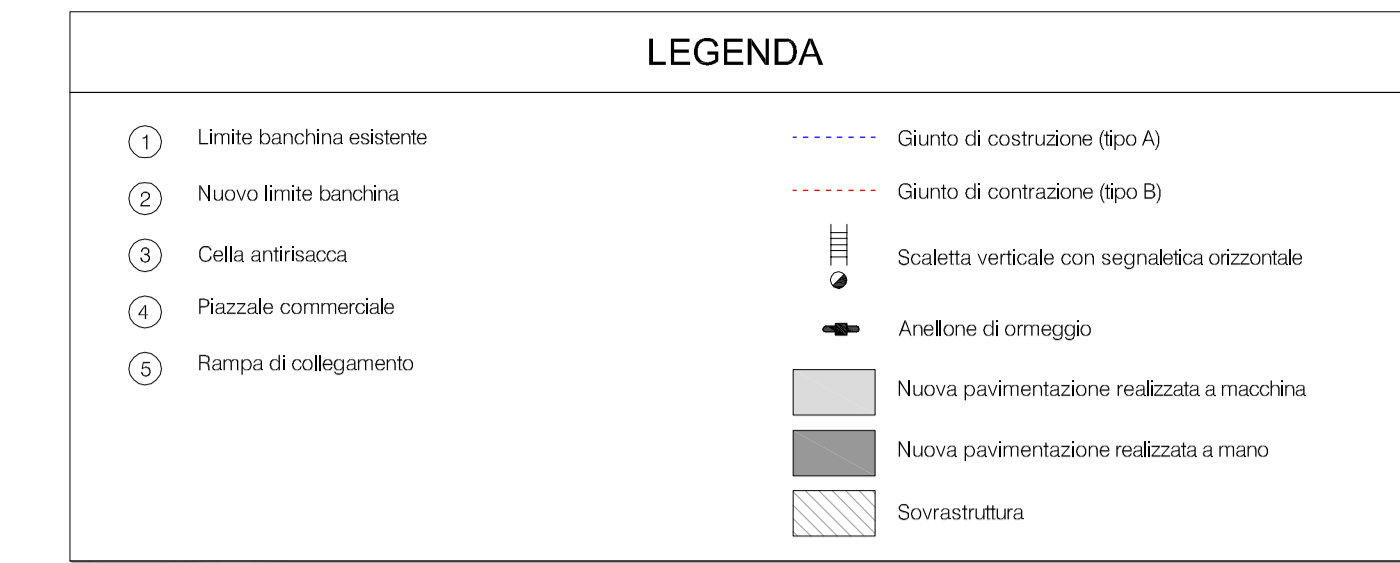 LEGENDA
1 Limite banchina esistente
2 Nuovo limite banchina
3 Cella antirisacca
4 Piazzale commerciale
5 Rampa di collegamento
Giunto di costruzione (tipo A)
Giunto di contrazione (tipo B)
Scaletta verticale con segnaletica orizzontale
Anellone di ormeggio
Nuova pavimentazione realizzata a macchina
Nuova pavimentazione realizzata a mano
Sovrastruttura